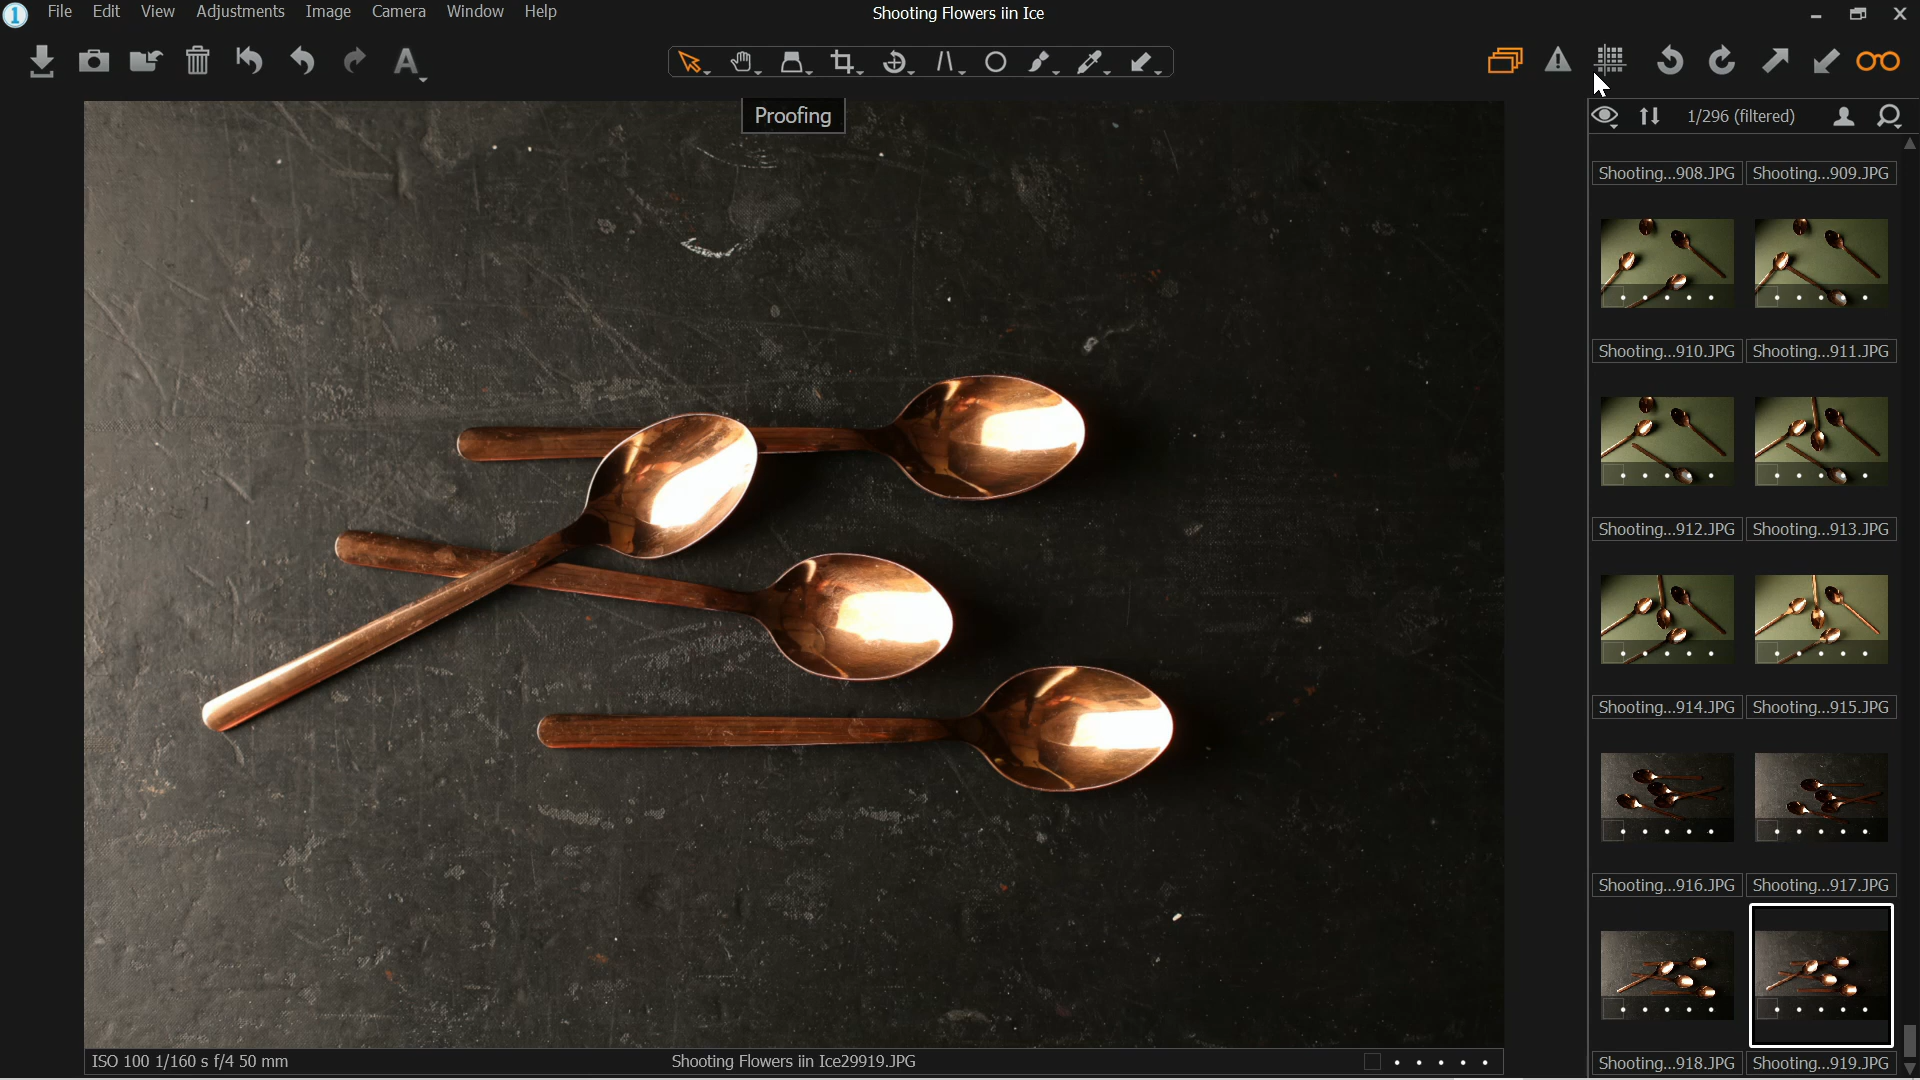 1 File Edit View Adjustments Image Camera Window Help
Shooting Flowers iin Ice
A
1/296 (filtered)
Proofing
Shooting...908.JPG Shooting...909.JPG
Shooting...910.JPG Shooting...911.JPG
Shooting...912.JPG Shooting...913.JPG
Shooting...914.JPG Shooting...915.JPG
Shooting...916.JPG Shooting...917.JPG
Shooting...918.JPG Shooting...919.JPG
ISO 100 1/160 s f/4 50 mm
Shooting Flowers iin Ice29919.JPG